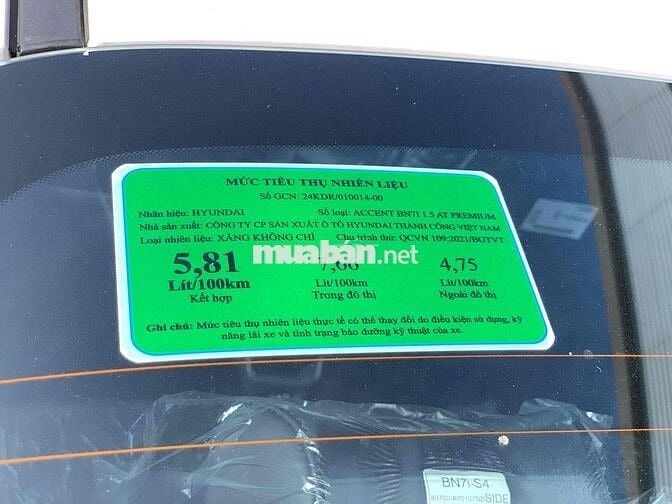 MỨC TIÊU THỤ NHIÊN LIỆU
Số GCN: 24KDR/010014-00
Nhãn hiệu: HYUNDAI Số loại: ACCENT BN7I 1.5 AT PREMIUM
Nhà sản xuất: CÔNG TY CP SẢN XUẤT Ô TÔ HYUNDAI THÀNH CÔNG VIỆT NAM
Loại nhiên liệu: XĂNG KHÔNG CHÌ Chu trình thử: QCVN 109:2021/BGTVT
muaban.net
5,81 7,66 4,75
Lít/100km Lít/100km Lít/100km
Kết hợp Trong đô thị Ngoài đô thị
Ghi chú: Mức tiêu thụ nhiên liệu thực tế có thể thay đổi do điều kiện sử dụng, kỹ
năng lái xe và tình trạng bảo dưỡng kỹ thuật của xe.
BN7i-S4
SIDE